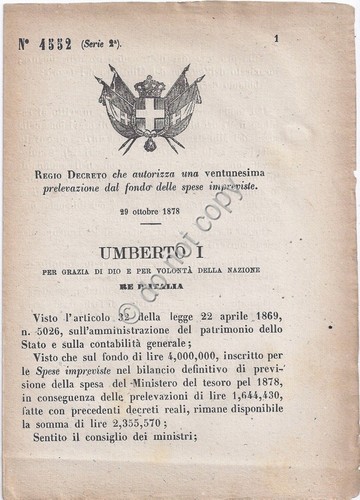 N° 4552 (Serie 2ª).
1
REGIO DECRETO che autorizza una ventunesima
prelevazione dal fondo delle spese impreviste.
29 ottobre 1878
UMBERTO I
PER GRAZIA DI DIO E PER VOLONTÀ DELLA NAZIONE
RE D'ITALIA
Visto l'articolo 32 della legge 22 aprile 1869,
n. 5026, sull'amministrazione del patrimonio dello
Stato e sulla contabilità generale;
Visto che sul fondo di lire 4,000,000, inscritto per
le Spese impreviste nel bilancio definitivo di previ-
sione della spesa del Ministero del tesoro pel 1878,
in conseguenza delle prelevazioni di lire 1,644,430,
fatte con precedenti decreti reali, rimane disponibile
la somma di lire 2,355,570;
Sentito il consiglio dei ministri;
© do not copy